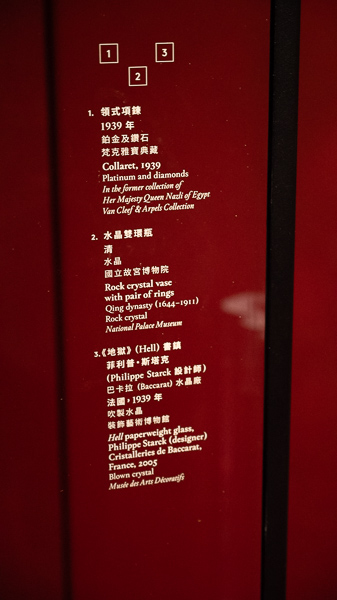 1 3
2
1. 領式項鍊
1939 年
鉑金及鑽石
梵克雅寶典藏
Collaret, 1939
Platinum and diamonds
In the former collection of
Her Majesty Queen Nazli of Egypt
Van Cleef & Arpels Collection
2. 水晶雙環瓶
清
水晶
國立故宮博物院
Rock crystal vase
with pair of rings
Qing dynasty (1644–1911)
Rock crystal
National Palace Museum
3.《地獄》(Hell) 書鎮
菲利普・斯塔克
(Philippe Starck 設計師)
巴卡拉 (Baccarat) 水晶廠
法國，1939 年
吹製水晶
裝飾藝術博物館
Hell paperweight glass,
Philippe Starck (designer)
Cristalleries de Baccarat,
France, 2005
Blown crystal
Musée des Arts Décoratifs